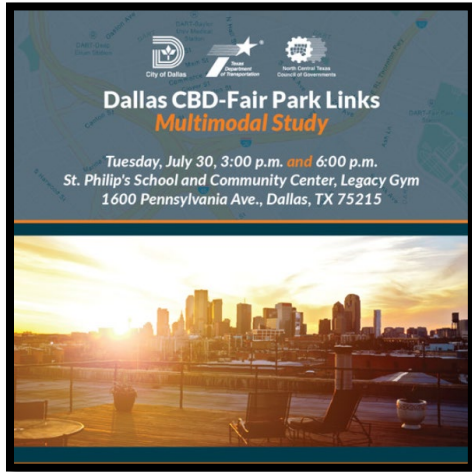 City of Dallas
Texas
Department
of Transportation
North Central Texas
Council of Governments
Dallas CBD-Fair Park Links
Multimodal Study
Tuesday, July 30, 3:00 p.m. and 6:00 p.m.
St. Philip's School and Community Center, Legacy Gym
1600 Pennsylvania Ave., Dallas, TX 75215